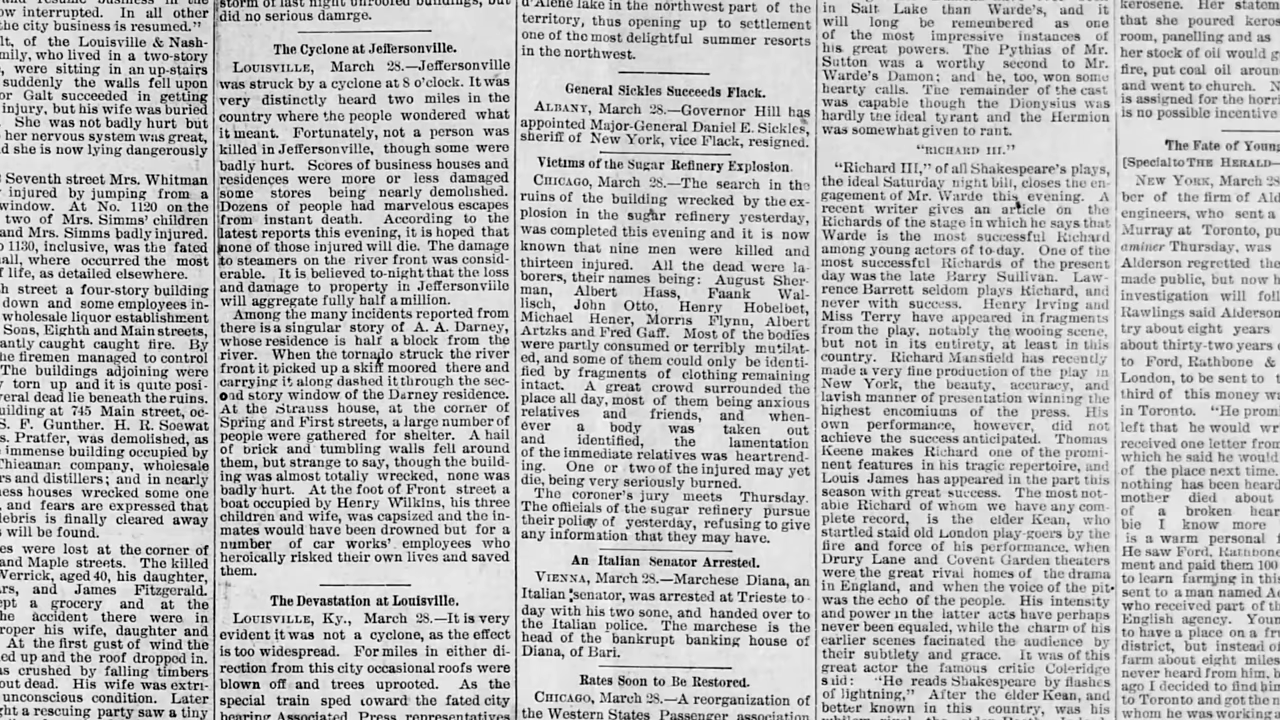 now interrupted. In all other
the city business is resumed."
lt, of the Louisville & Nash-
mily, who lived in a two-story
, were sitting in an up-stairs
suddenly the walls fell upon
or Galt succeeded in getting
injury, but his wife was buried
She was not badly hurt but
her nervous system was great,
d she is now lying dangerously
Seventh street Mrs. Whitman
injured by jumping from a
window. At No. 1120 on the
two of Mrs. Simms' children
and Mrs. Simms badly injured.
o 1130, inclusive, was the fated
all, where occurred the most
f life, as detailed elsewhere.
h street a four-story building
down and some employees in-
wholesale liquor establishment
Sons, Eighth and Main streets,
antly caught caught fire. By
he firemen managed to control
The buildings adjoining were
y torn up and it is quite posi-
eral dead lie beneath the ruins.
uilding at 745 Main street, oc-
S. F. Gunther. H. R. Soewat
s. Pratfer, was demolished, as
immense building occupied by
Thieaman company, wholesale
rs and distillers; and in nearly
ess houses wrecked some one
, and fears are expressed that
debris is finally cleared away
will be found.
es were lost at the corner of
and Maple streets. The killed
Verrick, aged 40, his daughter,
rs, and James Fitzgerald.
ept a grocery and at the
he accident there were in
roper his wife, daughter and
At the first gust of wind the
ed up and the roof dropped in.
as crushed by falling timbers
out dead. His wife was extri-
unconscious condition. Later
ght a rescuing party saw a tiny
storm of last night unroofed buildings, but
did no serious damrge.
The Cyclone at Jeffersonville.
LOUISVILLE, March 28.—Jeffersonville
was struck by a cyclone at 8 o'clock. It was
very distinctly heard two miles in the
country where the people wondered what
it meant. Fortunately, not a person was
killed in Jeffersonville, though some were
badly hurt. Scores of business houses and
residences were more or less damaged
some stores being nearly demolished.
Dozens of people had marvelous escapes
from instant death. According to the
latest reports this evening, it is hoped that
none of those injured will die. The damage
to steamers on the river front was consid-
erable. It is believed to-night that the loss
and damage to property in Jeffersonville
will aggregate fully half a million.
Among the many incidents reported from
there is a singular story of A. A. Darney,
whose residence is half a block from the
river. When the tornado struck the river
front it picked up a skiff moored there and
carrying it along dashed it through the sec-
ond story window of the Darney residence.
At the Strauss house, at the corner of
Spring and First streets, a large number of
people were gathered for shelter. A hail
of brick and tumbling walls fell around
them, but strange to say, though the build-
ing was almost totally wrecked, none was
badly hurt. At the foot of Front street a
boat occupied by Henry Wilkins, his three
children and wife, was capsized and the in-
mates would have been drowned but for a
number of car works' employees who
heroically risked their own lives and saved
them.
The Devastation at Louisville.
LOUISVILLE, Ky., March 28.—It is very
evident it was not a cyclone, as the effect
is too widespread. For miles in either di-
rection from this city occasional roofs were
blown off and trees uprooted. As the
special train sped toward the fated city
bearing Associated Press representatives
d'Alene lake in the northwest part of the
territory, thus opening up to settlement
one of the most delightful summer resorts
in the northwest.
General Sickles Succeeds Flack.
ALBANY, March 28.—Governor Hill has
appointed Major-General Daniel E. Sickles,
sheriff of New York, vice Flack, resigned.
Victims of the Sugar Refinery Explosion.
CHICAGO, March 28.—The search in the
ruins of the building wrecked by the ex-
plosion in the sugar refinery yesterday,
was completed this evening and it is now
known that nine men were killed and
thirteen injured. All the dead were la-
borers, their names being: August Sher-
man, Albert Hass, Faank Wal-
lisch, John Otto, Henry Hobelbet,
Michael Hener, Morris Flynn, Albert
Artzks and Fred Gaff. Most of the bodies
were partly consumed or terribly mutilat-
ed, and some of them could only be identi-
fied by fragments of clothing remaining
intact. A great crowd surrounded the
place all day, most of them being anxious
relatives and friends, and when-
ever a body was taken out
and identified, the lamentation
of the immediate relatives was heartrend-
ing. One or two of the injured may yet
die, being very seriously burned.
The coroner's jury meets Thursday.
The officials of the sugar refinery pursue
their policy of yesterday, refusing to give
any information that they may have.
An Italian Senator Arrested.
VIENNA, March 28.—Marchese Diana, an
Italian senator, was arrested at Trieste to-
day with his two sone, and handed over to
the Italian police. The marchese is the
head of the bankrupt banking house of
Diana, of Bari.
Rates Soon to Be Restored.
CHICAGO, March 28.—A reorganization of
the Western States Passenger association
in Salt Lake than Warde's, and it
will long be remembered as one
of the most impressive instances of
his great powers. The Pythias of Mr.
Sutton was a worthy second to Mr.
Warde's Damon; and he, too, won some
hearty calls. The remainder of the cast
was capable though the Dionysius was
hardly the ideal tyrant and the Hermion
was somewhat given to rant.
"RICHARD III."
"Richard III," of all Shakespeare's plays,
the ideal Saturday night bill, closes the en-
gagement of Mr. Warde this evening. A
recent writer gives an article on the
Richards of the stage in which he says that
Warde is the most successful Richard
among young actors of to-day. One of the
most successful Richards of the present
day was the late Barry Sullivan. Law-
rence Barrett seldom plays Richard, and
never with success. Henry Irving and
Miss Terry have appeared in fragments
from the play, notably the wooing scene,
but not in its entirety, at least in this
country. Richard Mansfield has recently
made a very fine production of the play in
New York, the beauty, accuracy, and
lavish manner of presentation winning the
highest encomiums of the press. His
own performance, however, did not
achieve the success anticipated. Thomas
Keene makes Richard one of the promi-
nent features in his tragic repertoire, and
Louis James has appeared in the part this
season with great success. The most not-
able Richard of whom we have any com-
plete record, is the elder Kean, who
startled staid old London play-goers by the
fire and force of his performance, when
Drury Lane and Covent Garden theaters
were the great rival homes of the drama
in England, and when the voice of the pit
was the echo of the people. His intensity
and power in the latter acts have perhaps
never been equaled, while the charm of his
earlier scenes facinated the audience by
their subtlety and grace. It was of this
great actor the famous critic Coleridge
said: "He reads Shakespeare by flashes
of lightning," After the elder Kean, and
better known in this country, was his
kerosene. Her statem
that she poured keros
room, panelling and as
her stock of oil would g
fire, put coal oil aroun
and went to church. N
is assigned for the horri
is no possible incentive
The Fate of Young
[Special to THE HERALD—
NEW YORK, March 28
ber of the firm of Ald
engineers, who sent a
Murray at Toronto, pu
aminer Thursday, was
Alderson regretted the
made public, but now h
investigation will foll
Rawlings said Alderson
try about eight years
about thirty-two years o
to Ford, Rathbone &
London, to be sent to t
third of this money wa
in Toronto. "He prom
left that he would wr
received one letter from
which he said he would
of the place next time.
nothing has been heard
mother died about
of a broken hear
bie I know more
is a warm personal f
He saw Ford, Rathbone
ment and paid them 100
to learn farming in this
sent to a man named Ac
who received part of th
English agency. Youn
to have a place on a fr
district, but instead of
farm about eight miles
never heard from him, b
ago I decided to find him
to Toronto and got the n
whom he was working